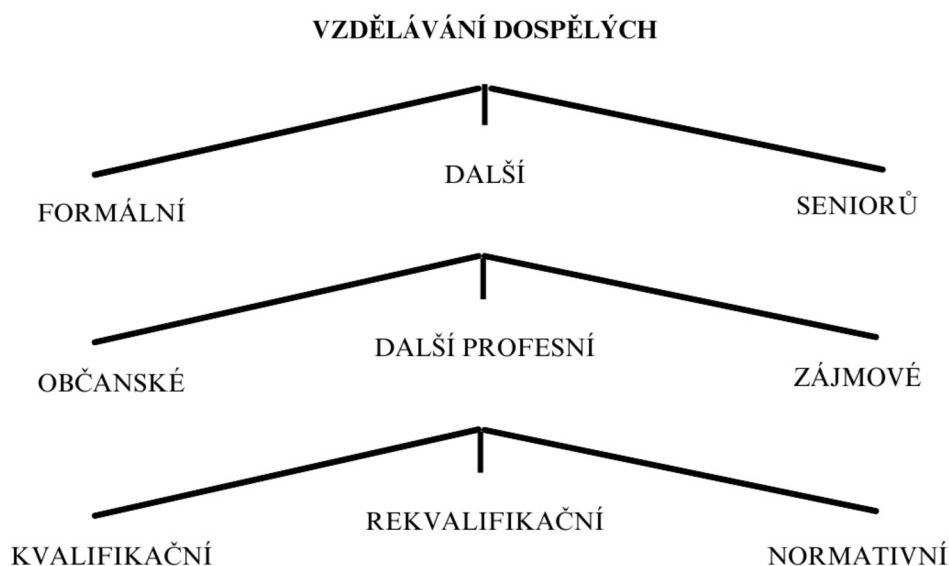 VZDĚLÁVÁNÍ DOSPĚLÝCH
FORMÁLNÍ
DALŠÍ
SENIORŮ
OBČANSKÉ
DALŠÍ PROFESNÍ
ZÁJMOVÉ
KVALIFIKAČNÍ
REKVALIFIKAČNÍ
NORMATIVNÍ